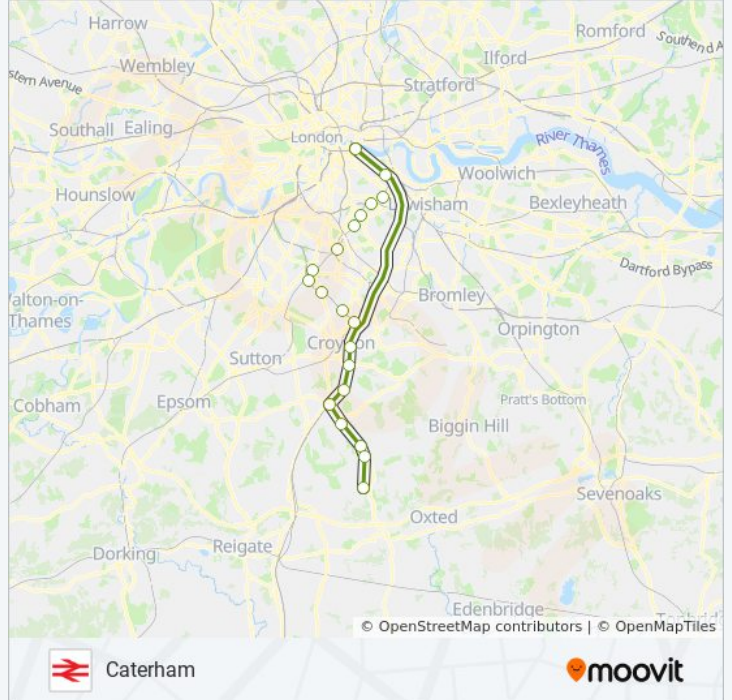 Harrow
Romford
Southend A
Ilford
Wembley
Stratford
stern Avenue
Southall
Ealing
London
River Thames
Woolwich
Hounslow
wisham
Bexleyheath
Dartford Bypass
/alton-on-
Thames
Bromley
Orpington
Croydon
Sutton
Cobham
Epsom
Pratt's Bottom
Biggin Hill
Sevenoaks
Oxted
Dorking
Reigate
Edenbridge
© OpenStreetMap contributors | © OpenMapTiles
Caterham
moovit